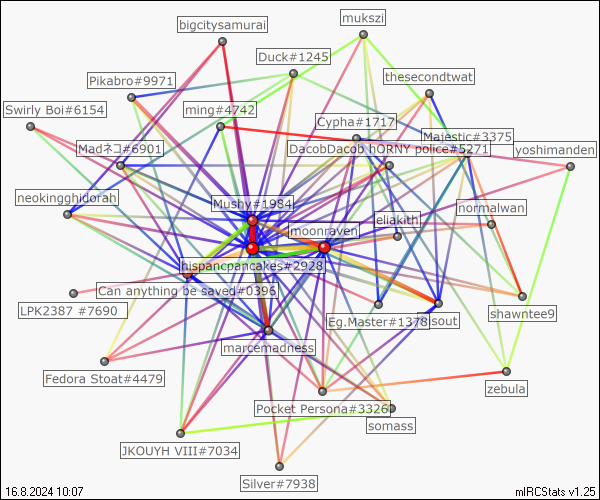 mukszi
bigcitysamurai
Duck#1245
thesecondtwat
Pikabro#9971
Swirly Boi#6154
ming#4742
Cypha#1717
Majestic#3375
Madネコ#6901
DacobDacob hORNY police#5271
yoshimanden
neokingghidorah
Mushy#1984
normalwan
eliakith
moonraven
hispancpancakes#2928
Can anything be saved#0396
LPK2387 #7690
Eg.Master#1378
sout
shawntee9
marcemadness
Fedora Stoat#4479
zebula
Pocket Persona#3326
somass
JKOUYH VIII#7034
Silver#7938
16.8.2024 10:07
mIRCStats v1.25